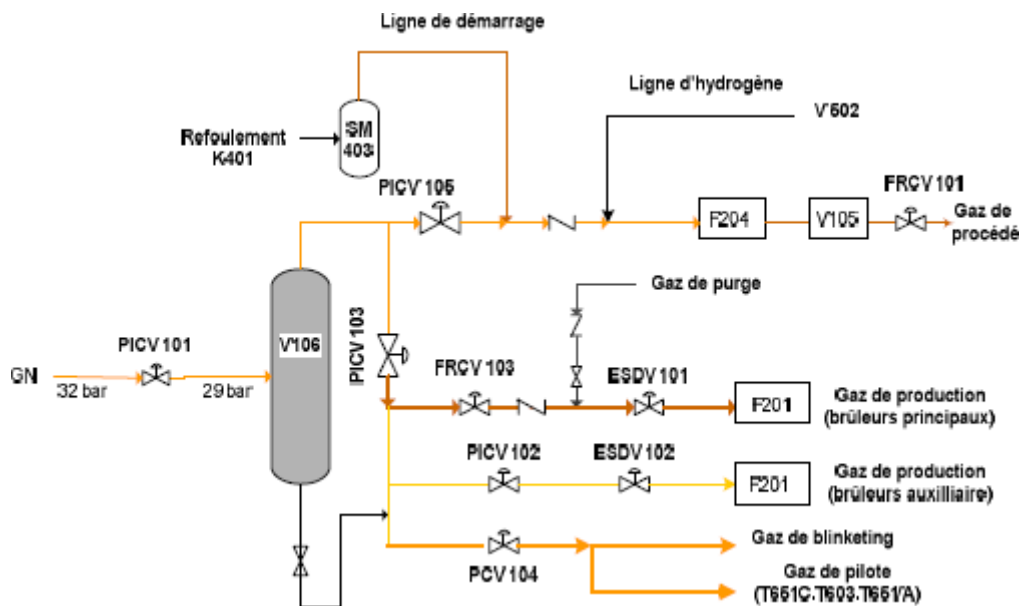 Ligne de démarrage
Ligne d'hydrogène
V602
SM
403
Refoulement
K401
PICV 105
FRCV 101
F204
V105
Gaz de
procédé
Gaz de purge
PICV 103
V106
PICV 101
GN
32 bar
29 bar
FRCV 103
ESDV 101
F201
Gaz de production
(brûleurs principaux)
PICV 102
ESDV 102
F201
Gaz de production
(brûleurs auxilliaire)
PCV 104
Gaz de blinketing
Gaz de pilote
(T651C.T603.T651/A)